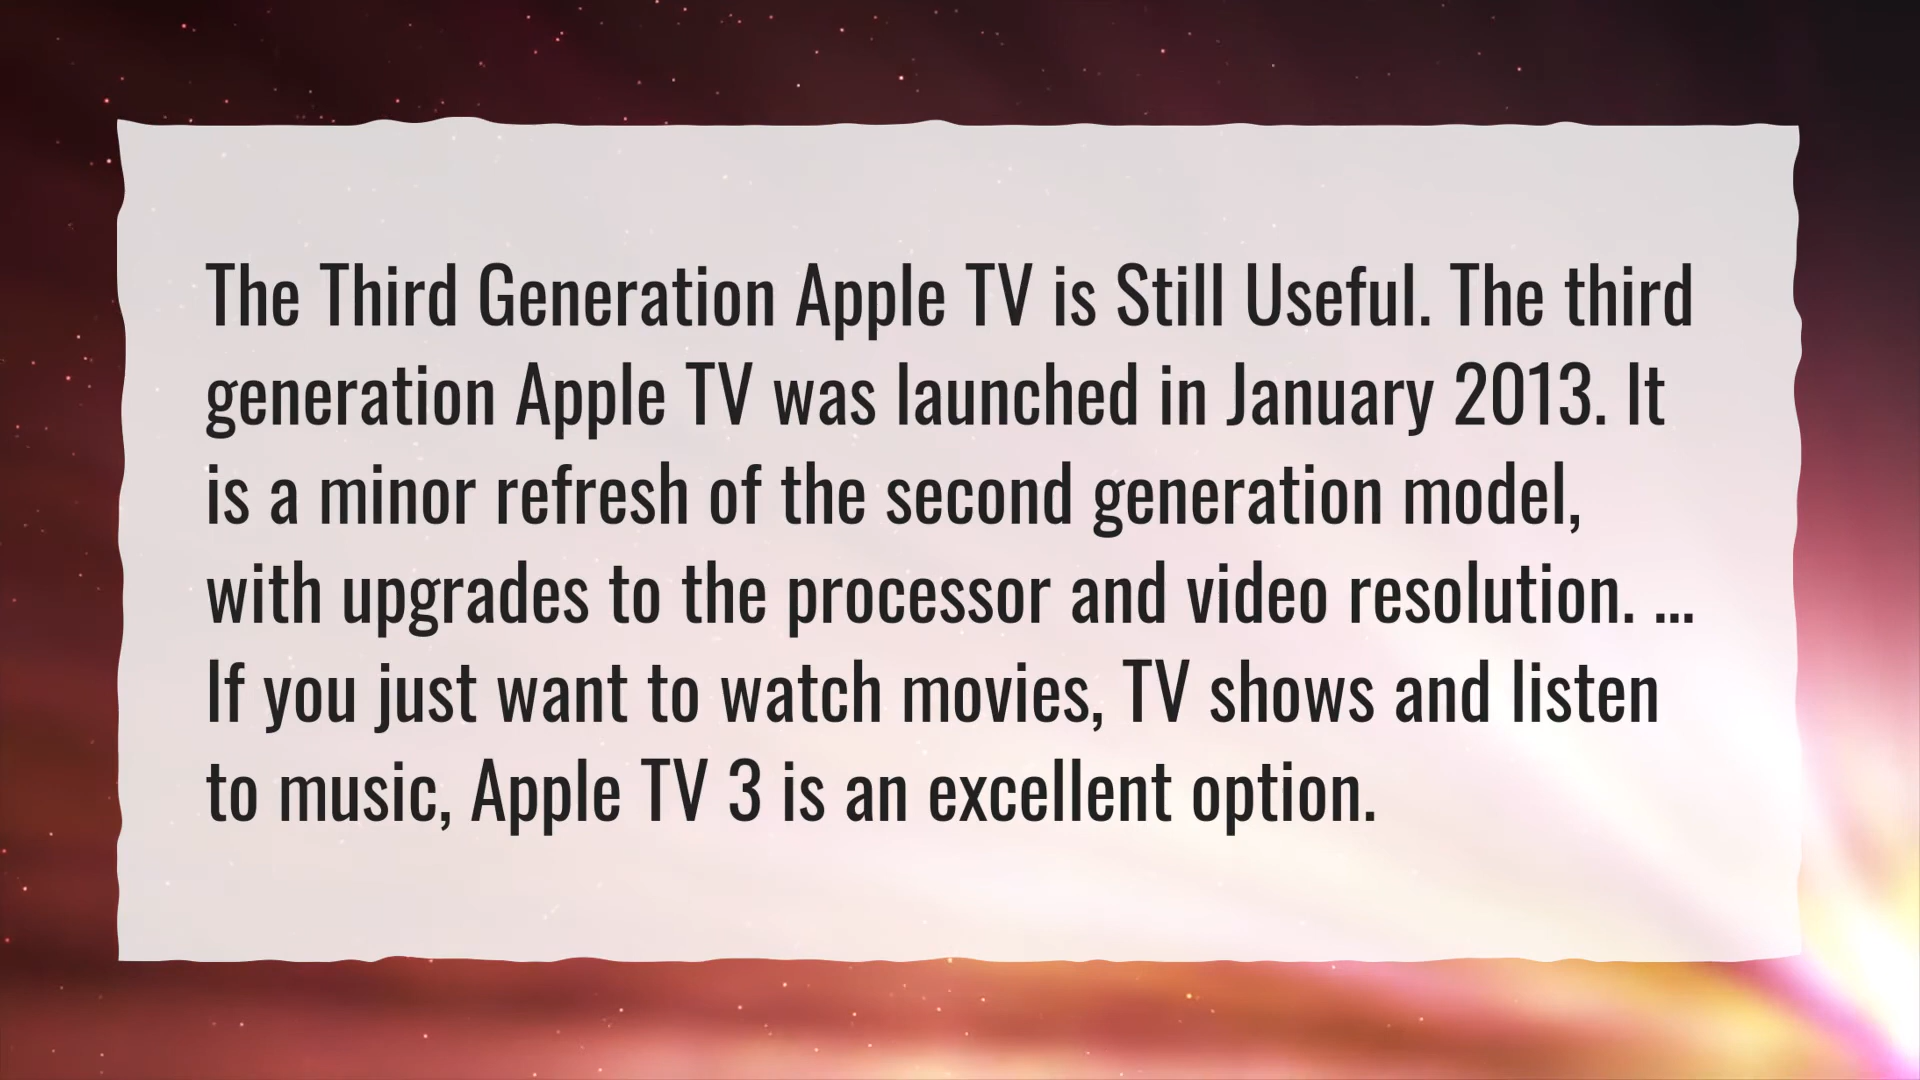 The Third Generation Apple TV is Still Useful. The third
generation Apple TV was launched in January 2013. It
is a minor refresh of the second generation model,
with upgrades to the processor and video resolution. ...
If you just want to watch movies, TV shows and listen
to music, Apple TV 3 is an excellent option.